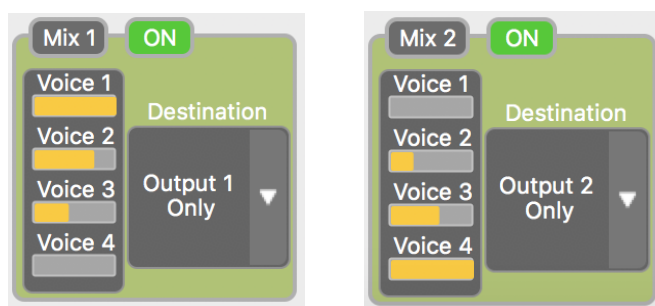 Mix 1 ON
Voice 1
Voice 2
Voice 3
Voice 4
Destination
Output 1
Only
Mix 2 ON
Voice 1
Voice 2
Voice 3
Voice 4
Destination
Output 2
Only